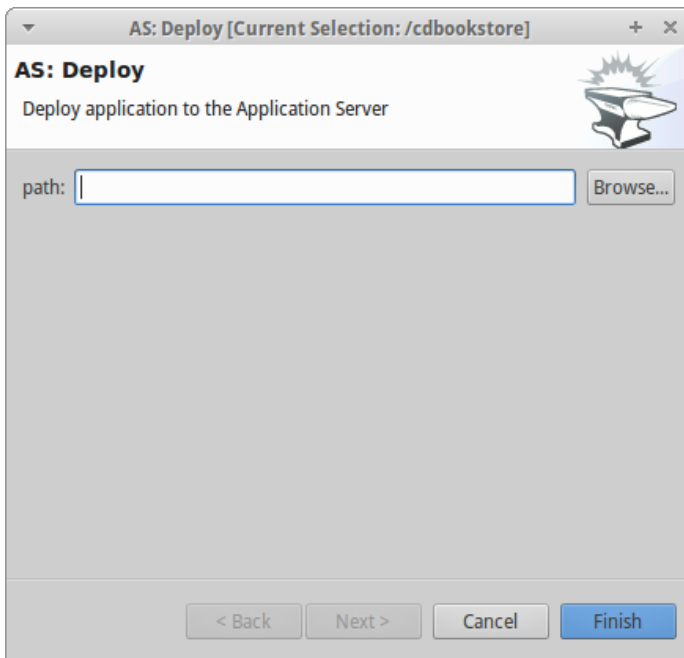 AS: Deploy [Current Selection: /cdbookstore]
AS: Deploy
Deploy application to the Application Server
path:
Browse...
< Back
Next >
Cancel
Finish